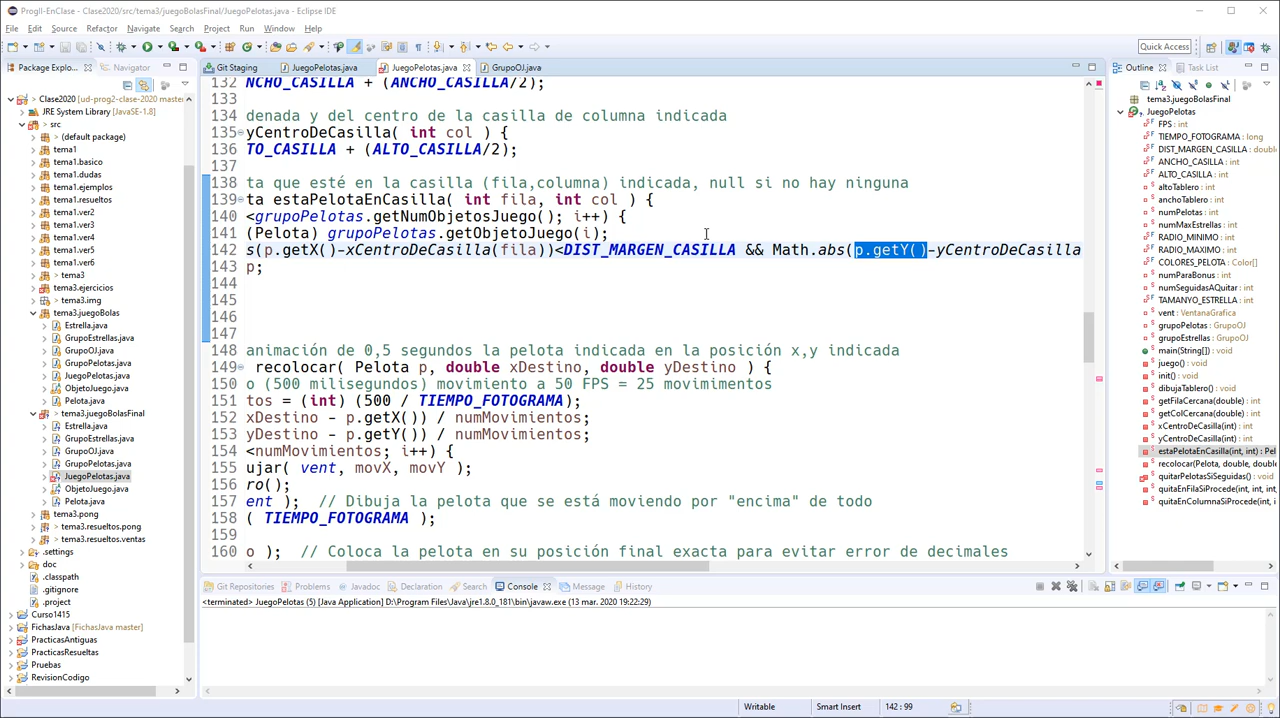 ProgII-EnClase - Clase2020/src/tema3/juegoBolasFinal/JuegoPelotas.java - Eclipse IDE
File Edit Source Refactor Navigate Search Project Run Window Help
Quick Access
Package Explo...
Navigator
Clase2020 [ud-prog2-clase-2020 master]
JRE System Library [JavaSE-1.8]
src
(default package)
tema1
tema1.basico
tema1.dudas
tema1.ejemplos
tema1.resueltos
tema1.ver2
tema1.ver3
tema1.ver4
tema1.ver5
tema1.ver6
tema3
tema3.ejercicios
tema3.img
tema3.juegoBolas
Estrella.java
GrupoEstrellas.java
GrupoOJ.java
GrupoPelotas.java
JuegoPelotas.java
ObjetoJuego.java
Pelota.java
tema3.juegoBolasFinal
Estrella.java
GrupoEstrellas.java
GrupoOJ.java
GrupoPelotas.java
JuegoPelotas.java
ObjetoJuego.java
Pelota.java
tema3.pong
tema3.resueltos.pong
tema3.resueltos.ventas
.settings
doc
.classpath
.gitignore
.project
Curso1415
FichasJava [FichasJava master]
PracticasAntiguas
PracticasResueltas
Pruebas
RevisionCodigo
Git Staging
JuegoPelotas.java
JuegoPelotas.java
GrupoOJ.java
132 NCHO_CASILLA + (ANCHO_CASILLA/2);
133
134 denada y del centro de la casilla de columna indicada
135 yCentroDeCasilla( int col ) {
136 TO_CASILLA + (ALTO_CASILLA/2);
137
138 ta que esté en la casilla (fila,columna) indicada, null si no hay ninguna
139 ta estaPelotaEnCasilla( int fila, int col ) {
140 <grupoPelotas.getNumObjetosJuego(); i++) {
141 (Pelota) grupoPelotas.getObjetoJuego(i);
142 s(p.getX()-xCentroDeCasilla(fila))<DIST_MARGEN_CASILLA && Math.abs(p.getY()-yCentroDeCasilla
143 p;
144
145
146
147
148 animación de 0,5 segundos la pelota indicada en la posición x,y indicada
149 recolocar( Pelota p, double xDestino, double yDestino ) {
150 o (500 milisegundos) movimiento a 50 FPS = 25 movimimentos
151 tos = (int) (500 / TIEMPO_FOTOGRAMA);
152 xDestino - p.getX()) / numMovimientos;
153 yDestino - p.getY()) / numMovimientos;
154 <numMovimientos; i++) {
155 ujar( vent, movX, movY );
156 ro();
157 ent ); // Dibuja la pelota que se está moviendo por "encima" de todo
158 ( TIEMPO_FOTOGRAMA );
159
160 o ); // Coloca la pelota en su posición final exacta para evitar error de decimales
Outline
Task List
tema3.juegoBolasFinal
JuegoPelotas
FPS : int
TIEMPO_FOTOGRAMA : long
DIST_MARGEN_CASILLA : double
ANCHO_CASILLA : int
ALTO_CASILLA : int
altoTablero : int
anchoTablero : int
numPelotas : int
numMaxEstrellas : int
RADIO_MINIMO : int
RADIO_MAXIMO : int
COLORES_PELOTA : Color[]
numParaBonus : int
numSeguidasAQuitar : int
TAMANYO_ESTRELLA : int
vent : VentanaGrafica
grupoPelotas : GrupoOJ
grupoEstrellas : GrupoOJ
main(String[]) : void
juego() : void
init() : void
dibujaTablero() : void
getFilaCercana(double) : int
getColCercana(double) : int
xCentroDeCasilla(int) : int
yCentroDeCasilla(int) : int
estaPelotaEnCasilla(int, int) : Pel
recolocar(Pelota, double, double)
quitarPelotasSiSeguidas() : void
quitaEnFilaSiProcede(int, int, i
quitaEnColumnaSiProcede(int, i
Git Repositories
Problems
Javadoc
Declaration
Search
Console
Message
History
<terminated> JuegoPelotas (5) [Java Application] D:\Program Files\Java\jre1.8.0_181\bin\javaw.exe (13 mar. 2020 19:22:29)
Writable
Smart Insert
142 : 99